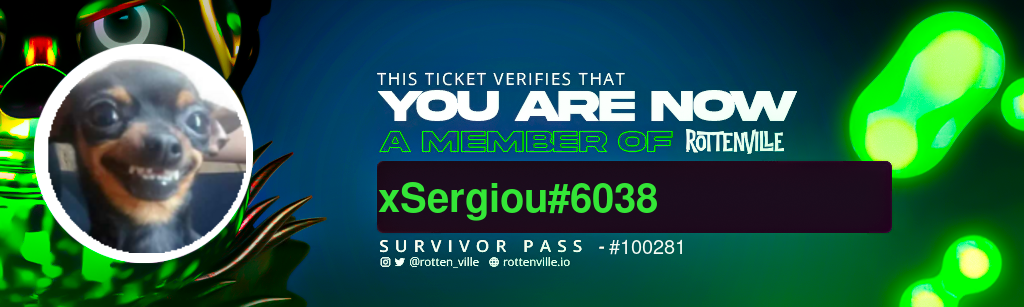 THIS TICKET VERIFIES THAT
YOU ARE NOW
A MEMBER OF ROTTENVILLE
xSergiou#6038
SURVIVOR PASS - #100281
@rotten_ville rottenville.io